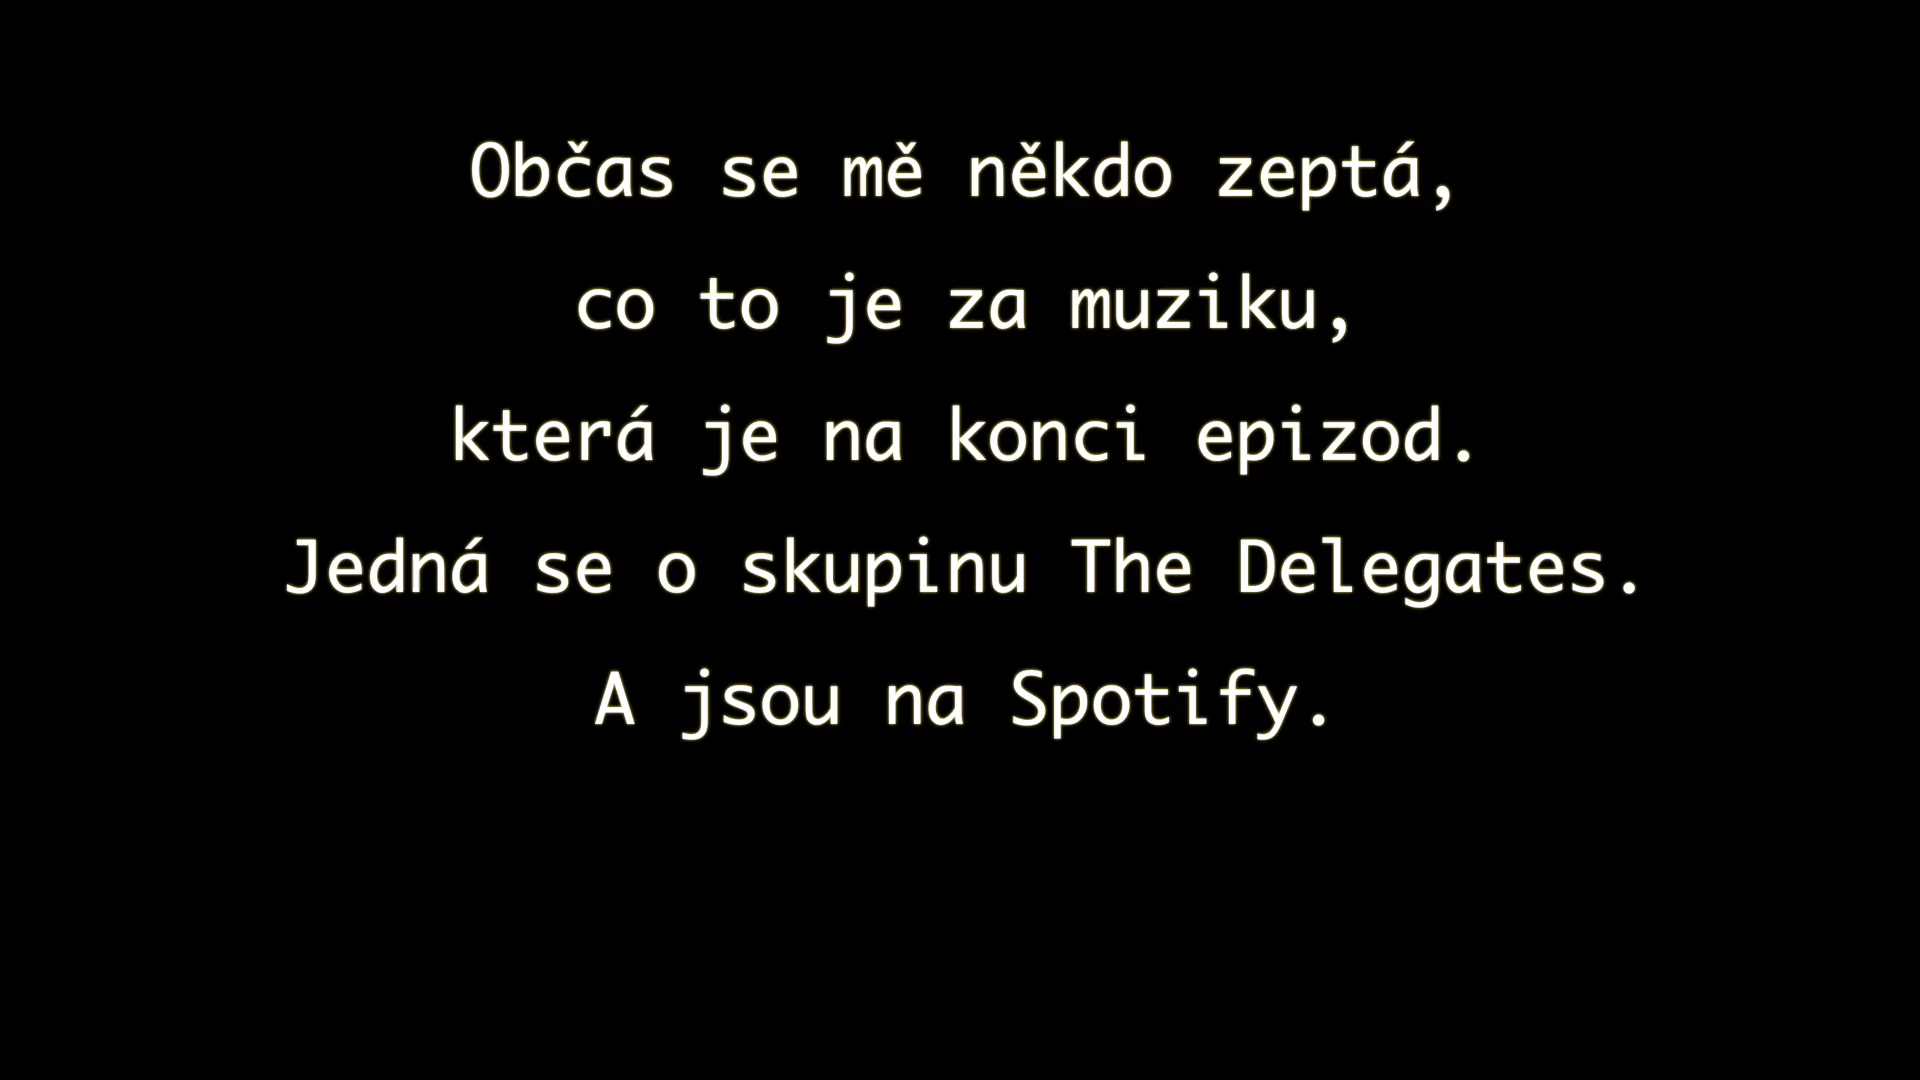 Občas se mě někdo zeptá,
co to je za muziku,
která je na konci epizod.
Jedná se o skupinu The Delegates.
A jsou na Spotify.